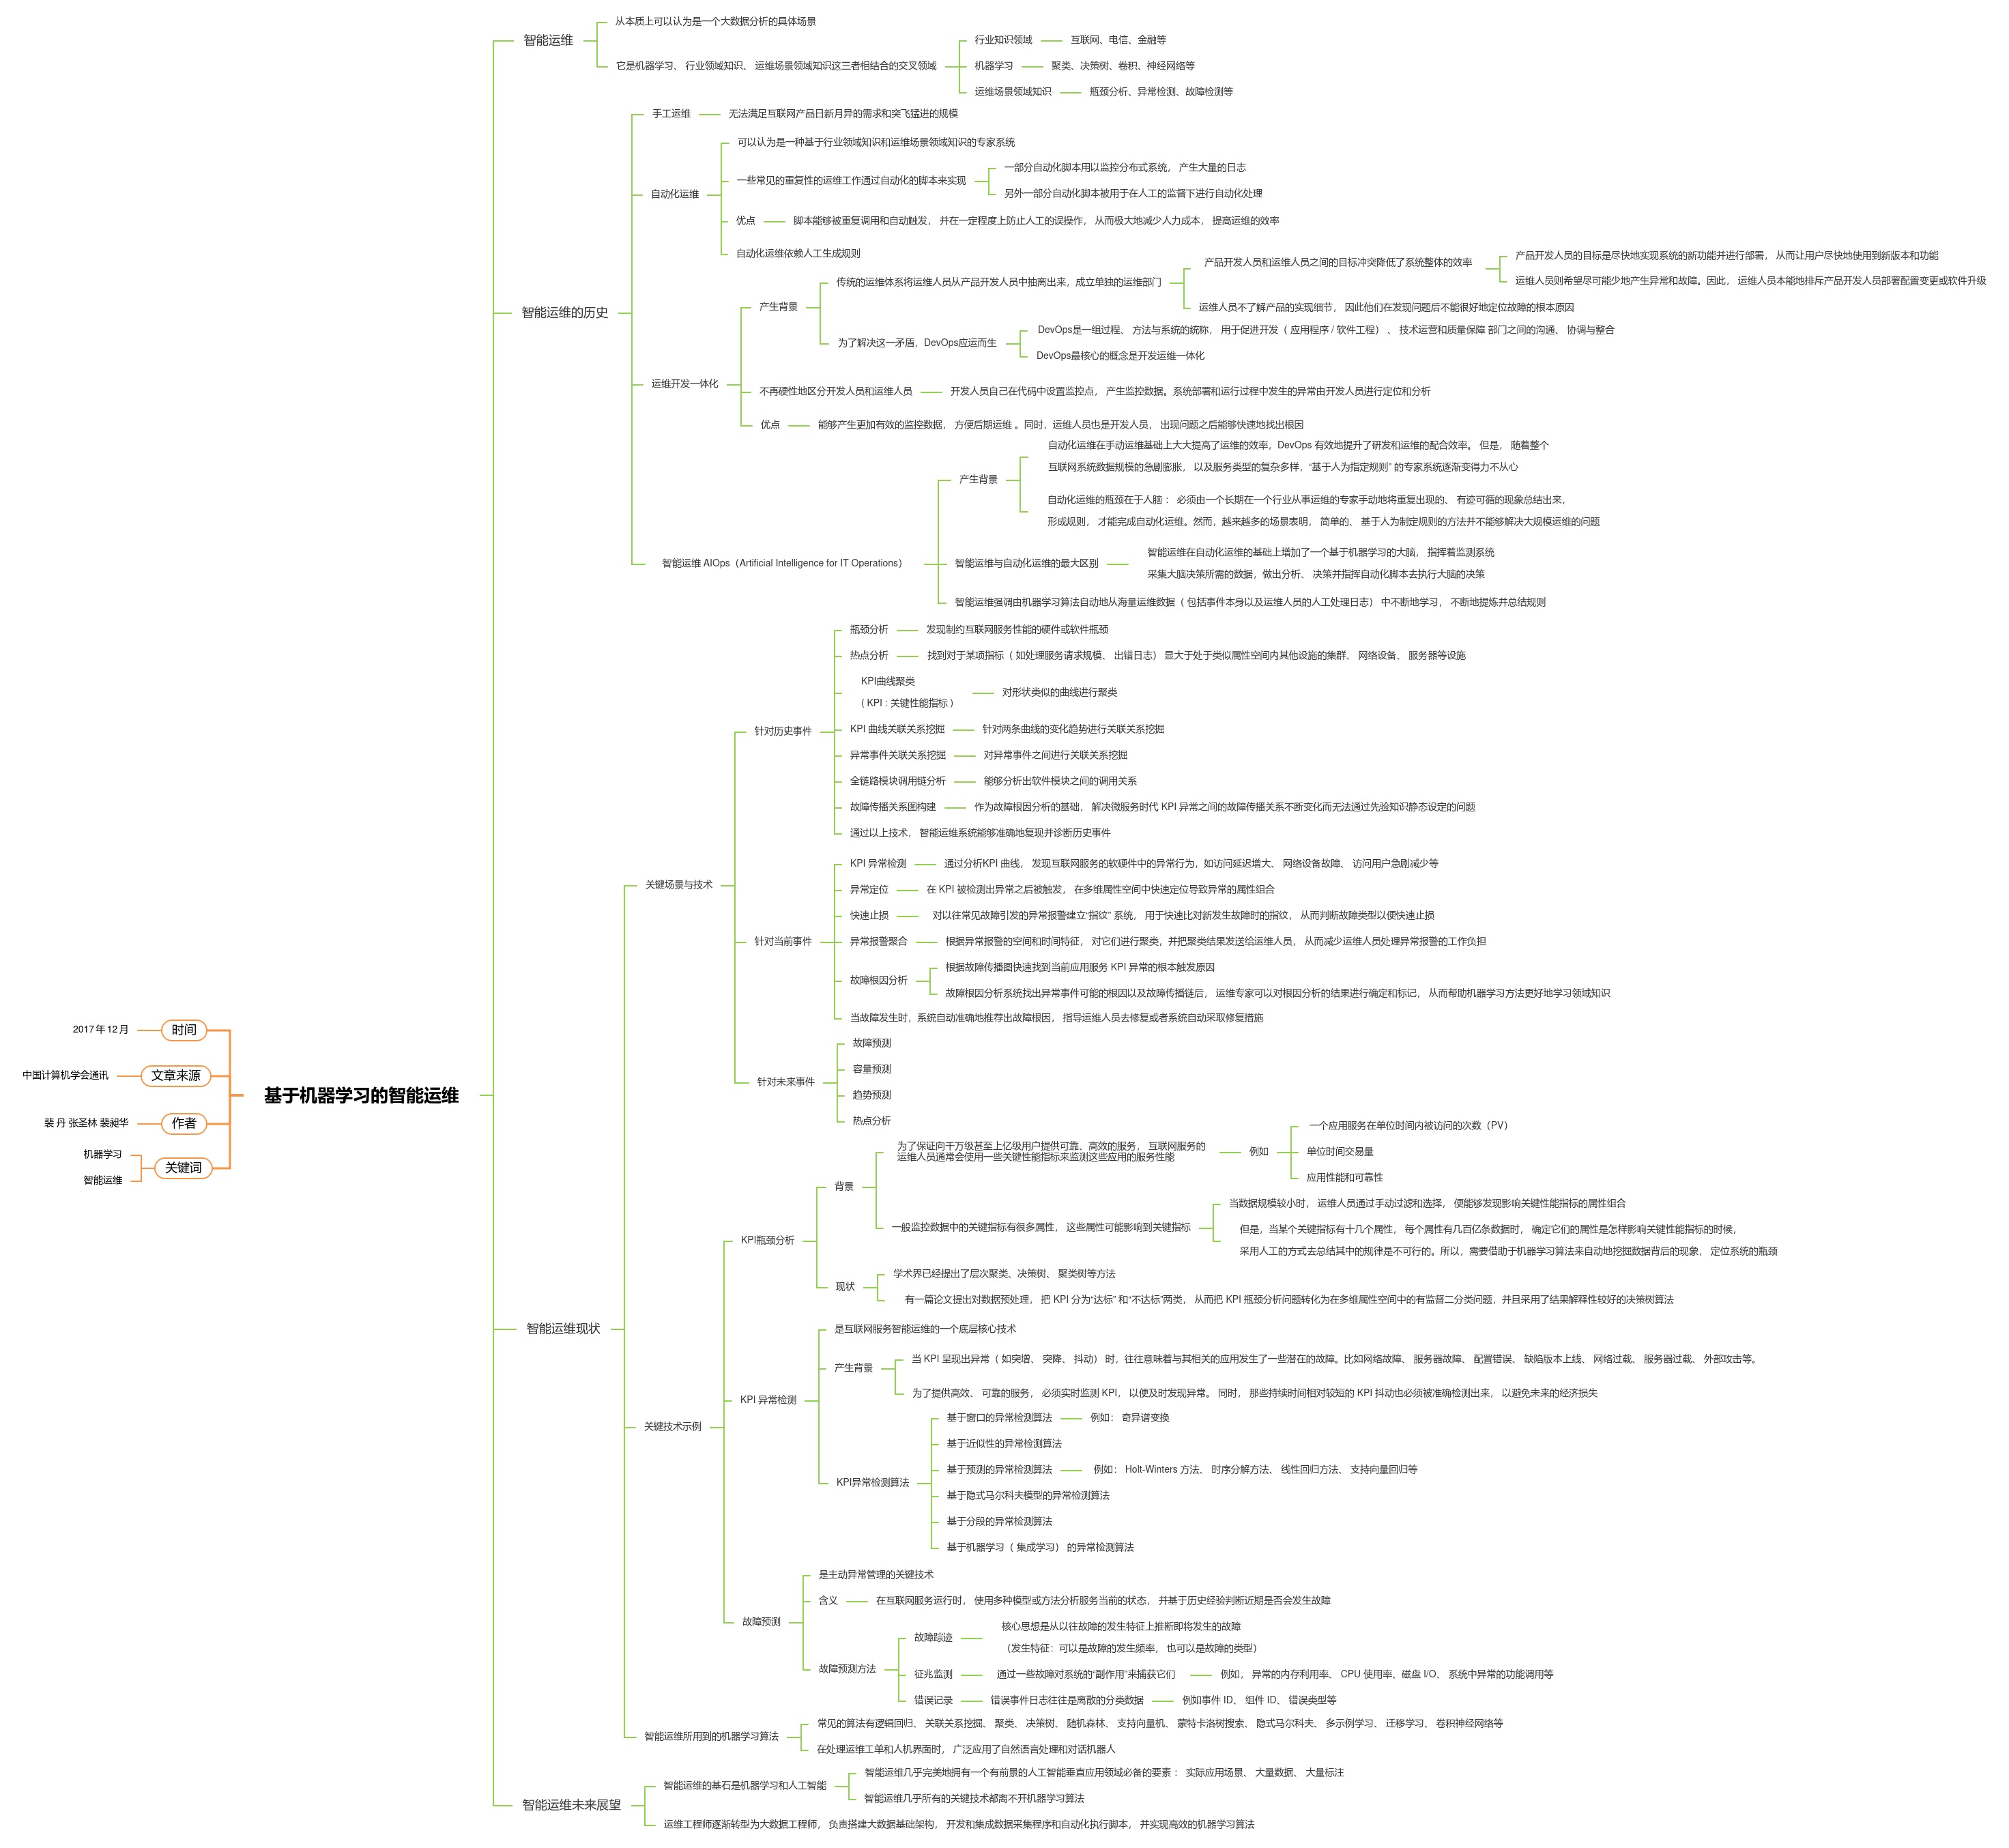 基于机器学习的智能运维
时间
2017 年 12 月
文章来源
中国计算机学会通讯
作者
裴 丹 张圣林 裴昶华
关键词
机器学习
智能运维
智能运维
从本质上可以认为是一个大数据分析的具体场景
它是机器学习、 行业领域知识、 运维场景领域知识这三者相结合的交叉领域
行业知识领域
互联网、电信、金融等
机器学习
聚类、决策树、卷积、神经网络等
运维场景领域知识
瓶颈分析、异常检测、故障检测等
智能运维的历史
手工运维
无法满足互联网产品日新月异的需求和突飞猛进的规模
自动化运维
可以认为是一种基于行业领域知识和运维场景领域知识的专家系统
一些常见的重复性的运维工作通过自动化的脚本来实现
一部分自动化脚本用以监控分布式系统， 产生大量的日志
另外一部分自动化脚本被用于在人工的监督下进行自动化处理
优点
脚本能够被重复调用和自动触发， 并在一定程度上防止人工的误操作， 从而极大地减少人力成本， 提高运维的效率
自动化运维依赖人工生成规则
运维开发一体化
产生背景
传统的运维体系将运维人员从产品开发人员中抽离出来，成立单独的运维部门
产品开发人员和运维人员之间的目标冲突降低了系统整体的效率
产品开发人员的目标是尽快地实现系统的新功能并进行部署， 从而让用户尽快地使用到新版本和功能
运维人员则希望尽可能少地产生异常和故障。因此， 运维人员本能地排斥产品开发人员部署配置变更或软件升级
运维人员不了解产品的实现细节， 因此他们在发现问题后不能很好地定位故障的根本原因
为了解决这一矛盾，DevOps应运而生
DevOps是一组过程、 方法与系统的统称， 用于促进开发（ 应用程序 / 软件工程） 、 技术运营和质量保障 部门之间的沟通、 协调与整合
DevOps最核心的概念是开发运维一体化
不再硬性地区分开发人员和运维人员
开发人员自己在代码中设置监控点， 产生监控数据。系统部署和运行过程中发生的异常由开发人员进行定位和分析
优点
能够产生更加有效的监控数据， 方便后期运维 。同时，运维人员也是开发人员， 出现问题之后能够快速地找出根因
智能运维 AIOps（Artificial Intelligence for IT Operations）
产生背景
自动化运维在手动运维基础上大大提高了运维的效率，DevOps 有效地提升了研发和运维的配合效率。 但是， 随着整个
互联网系统数据规模的急剧膨胀， 以及服务类型的复杂多样，“基于人为指定规则” 的专家系统逐渐变得力不从心
自动化运维的瓶颈在于人脑 ： 必须由一个长期在一个行业从事运维的专家手动地将重复出现的、 有迹可循的现象总结出来，
形成规则， 才能完成自动化运维。然而，越来越多的场景表明， 简单的、 基于人为制定规则的方法并不能够解决大规模运维的问题
智能运维与自动化运维的最大区别
智能运维在自动化运维的基础上增加了一个基于机器学习的大脑， 指挥着监测系统
采集大脑决策所需的数据，做出分析、 决策并指挥自动化脚本去执行大脑的决策
智能运维强调由机器学习算法自动地从海量运维数据（ 包括事件本身以及运维人员的人工处理日志） 中不断地学习， 不断地提炼并总结规则
智能运维现状
关键场景与技术
针对历史事件
瓶颈分析
发现制约互联网服务性能的硬件或软件瓶颈
热点分析
找到对于某项指标（ 如处理服务请求规模、 出错日志） 显大于处于类似属性空间内其他设施的集群、 网络设备、 服务器等设施
KPI曲线聚类
（ KPI : 关键性能指标 ）
对形状类似的曲线进行聚类
KPI 曲线关联关系挖掘
针对两条曲线的变化趋势进行关联关系挖掘
异常事件关联关系挖掘
对异常事件之间进行关联关系挖掘
全链路模块调用链分析
能够分析出软件模块之间的调用关系
故障传播关系图构建
作为故障根因分析的基础， 解决微服务时代 KPI 异常之间的故障传播关系不断变化而无法通过先验知识静态设定的问题
通过以上技术， 智能运维系统能够准确地复现并诊断历史事件
针对当前事件
KPI 异常检测
通过分析KPI 曲线， 发现互联网服务的软硬件中的异常行为，如访问延迟增大、 网络设备故障、 访问用户急剧减少等
异常定位
在 KPI 被检测出异常之后被触发， 在多维属性空间中快速定位导致异常的属性组合
快速止损
对以往常见故障引发的异常报警建立“指纹” 系统， 用于快速比对新发生故障时的指纹， 从而判断故障类型以便快速止损
异常报警聚合
根据异常报警的空间和时间特征， 对它们进行聚类，并把聚类结果发送给运维人员， 从而减少运维人员处理异常报警的工作负担
故障根因分析
根据故障传播图快速找到当前应用服务 KPI 异常的根本触发原因
故障根因分析系统找出异常事件可能的根因以及故障传播链后， 运维专家可以对根因分析的结果进行确定和标记， 从而帮助机器学习方法更好地学习领域知识
当故障发生时，系统自动准确地推荐出故障根因， 指导运维人员去修复或者系统自动采取修复措施
针对未来事件
故障预测
容量预测
趋势预测
热点分析
关键技术示例
KPI瓶颈分析
背景
为了保证向千万级甚至上亿级用户提供可靠、高效的服务， 互联网服务的
运维人员通常会使用一些关键性能指标来监测这些应用的服务性能
例如
一个应用服务在单位时间内被访问的次数（PV）
单位时间交易量
应用性能和可靠性
一般监控数据中的关键指标有很多属性， 这些属性可能影响到关键指标
当数据规模较小时， 运维人员通过手动过滤和选择， 便能够发现影响关键性能指标的属性组合
但是，当某个关键指标有十几个属性， 每个属性有几百亿条数据时， 确定它们的属性是怎样影响关键性能指标的时候，
采用人工的方式去总结其中的规律是不可行的。所以，需要借助于机器学习算法来自动地挖掘数据背后的现象， 定位系统的瓶颈
现状
学术界已经提出了层次聚类、决策树、 聚类树等方法
有一篇论文提出对数据预处理， 把 KPI 分为“达标” 和“不达标”两类， 从而把 KPI 瓶颈分析问题转化为在多维属性空间中的有监督二分类问题，并且采用了结果解释性较好的决策树算法
KPI 异常检测
是互联网服务智能运维的一个底层核心技术
产生背景
当 KPI 呈现出异常（ 如突增、 突降、 抖动） 时，往往意味着与其相关的应用发生了一些潜在的故障。比如网络故障、 服务器故障、 配置错误、 缺陷版本上线、 网络过载、 服务器过载、 外部攻击等。
为了提供高效、 可靠的服务， 必须实时监测 KPI， 以便及时发现异常。 同时， 那些持续时间相对较短的 KPI 抖动也必须被准确检测出来， 以避免未来的经济损失
KPI异常检测算法
基于窗口的异常检测算法
例如： 奇异谱变换
基于近似性的异常检测算法
基于预测的异常检测算法
例如： Holt-Winters 方法、 时序分解方法、 线性回归方法、 支持向量回归等
基于隐式马尔科夫模型的异常检测算法
基于分段的异常检测算法
基于机器学习（ 集成学习） 的异常检测算法
故障预测
是主动异常管理的关键技术
含义
在互联网服务运行时， 使用多种模型或方法分析服务当前的状态， 并基于历史经验判断近期是否会发生故障
故障预测方法
故障踪迹
核心思想是从以往故障的发生特征上推断即将发生的故障
（发生特征：可以是故障的发生频率， 也可以是故障的类型）
征兆监测
通过一些故障对系统的“副作用”来捕获它们
例如， 异常的内存利用率、 CPU 使用率、磁盘 I/O、 系统中异常的功能调用等
错误记录
错误事件日志往往是离散的分类数据
例如事件 ID、 组件 ID、 错误类型等
智能运维所用到的机器学习算法
常见的算法有逻辑回归、 关联关系挖掘、 聚类、 决策树、 随机森林、 支持向量机、 蒙特卡洛树搜索、 隐式马尔科夫、 多示例学习、 迁移学习、 卷积神经网络等
在处理运维工单和人机界面时， 广泛应用了自然语言处理和对话机器人
智能运维未来展望
智能运维的基石是机器学习和人工智能
智能运维几乎完美地拥有一个有前景的人工智能垂直应用领域必备的要素 ： 实际应用场景、 大量数据、 大量标注
智能运维几乎所有的关键技术都离不开机器学习算法
运维工程师逐渐转型为大数据工程师， 负责搭建大数据基础架构， 开发和集成数据采集程序和自动化执行脚本， 并实现高效的机器学习算法